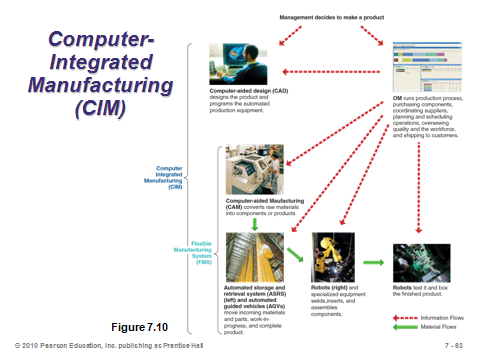 Computer-
Integrated
Manufacturing
(CIM)
Management decides to make a product
Computer-aided design (CAD)
designs the product and
programs the automated
production equipment.
OM runs production process,
purchasing components,
coordinating suppliers,
planning and scheduling
operations, overseeing
quality and the workforce,
and shipping to customers.
Computer
Integrated
Manufacturing
(CIM)
Computer-aided Maufacturing
(CAM) converts raw materials
into components or products
Flexible
Manufacturing
System
(FMS)
Automated storage and
retrieval system (ASRS)
(left) and automated
guided vehicles (AGVs)
move incoming materials
and parts, work-in-
progress, and complete
product.
Robots (right) and
specialized equipment
welds,inserts, and
assembles
components.
Robots test it and box
the finished product.
Figure 7.10
Information Flows
Material Flows
© 2010 Pearson Education, Inc. publishing as Prentice Hall
7 - 63